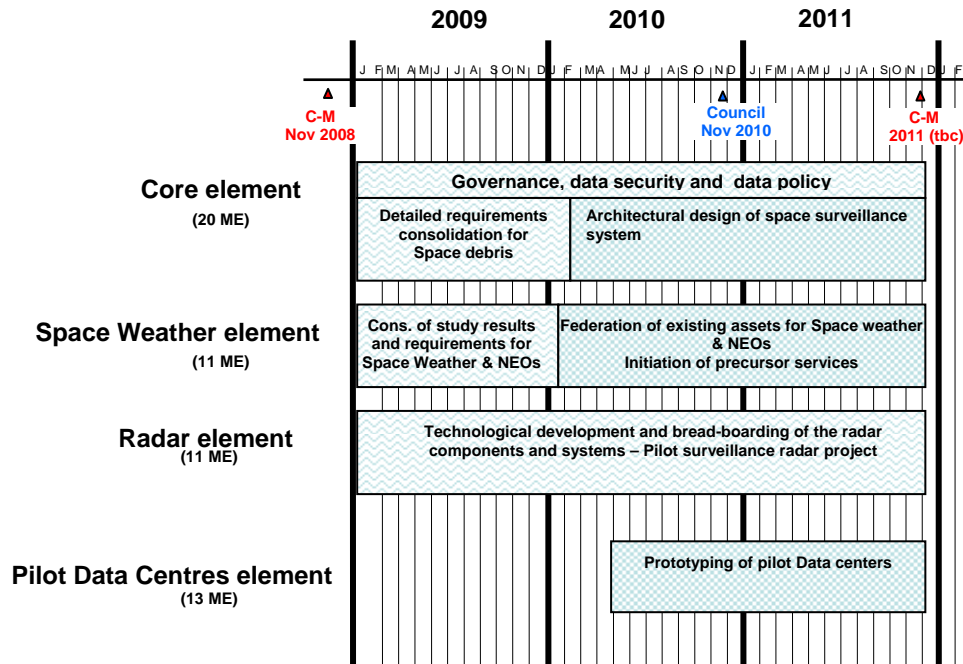 2009 2010 2011
J F M A M J J A S O N D J F M A M J J A S O N D J F M A M J J A S O N D J F
C-M
Nov 2008
Council
Nov 2010
C-M
2011 (tbc)
Core element
(20 ME)
Governance, data security and data policy
Detailed requirements
consolidation for
Space debris
Architectural design of space surveillance
system
Space Weather element
(11 ME)
Cons. of study results
and requirements for
Space Weather & NEOs
Federation of existing assets for Space weather
& NEOs
Initiation of precursor services
Radar element
(11 ME)
Technological development and bread-boarding of the radar
components and systems – Pilot surveillance radar project
Pilot Data Centres element
(13 ME)
Prototyping of pilot Data centers